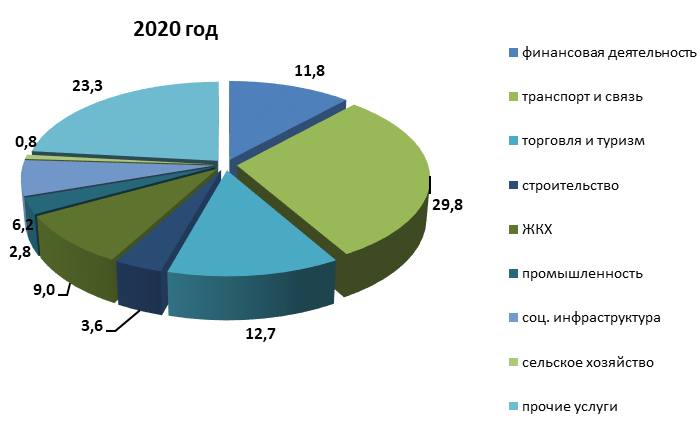 2020 год
11,8
29,8
12,7
3,6
9,0
2,8
6,2
0,8
23,3
финансовая деятельность
транспорт и связь
торговля и туризм
строительство
ЖКХ
промышленность
соц. инфраструктура
сельское хозяйство
прочие услуги